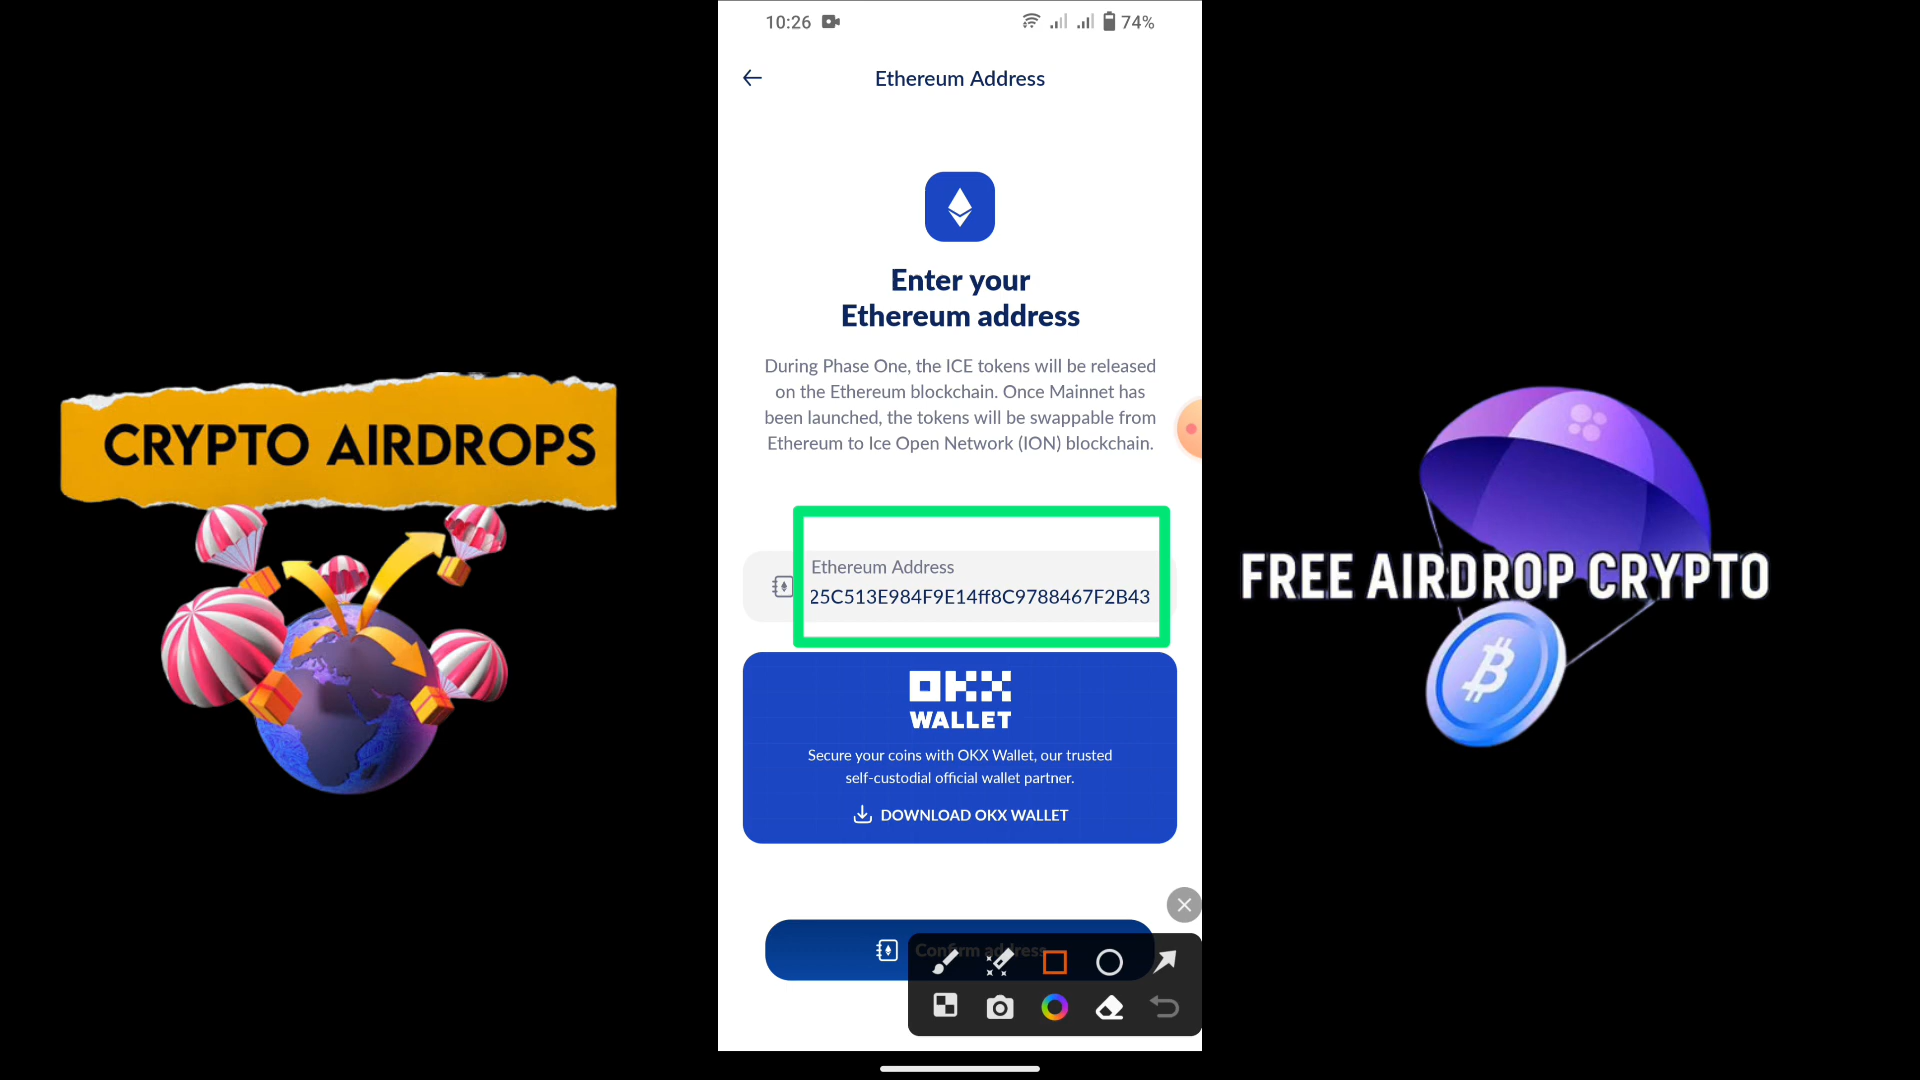 10:26
74%
Ethereum Address
Enter your
Ethereum address
During Phase One, the ICE tokens will be released
on the Ethereum blockchain. Once Mainnet has
been launched, the tokens will be swappable from
Ethereum to Ice Open Network (ION) blockchain.
Ethereum Address
25C513E984F9E14ff8C9788467F2B43
OKX
WALLET
Secure your coins with OKX Wallet, our trusted
self-custodial official wallet partner.
DOWNLOAD OKX WALLET
Confirm address
CRYPTO AIRDROPS
FREE AIRDROP CRYPTO